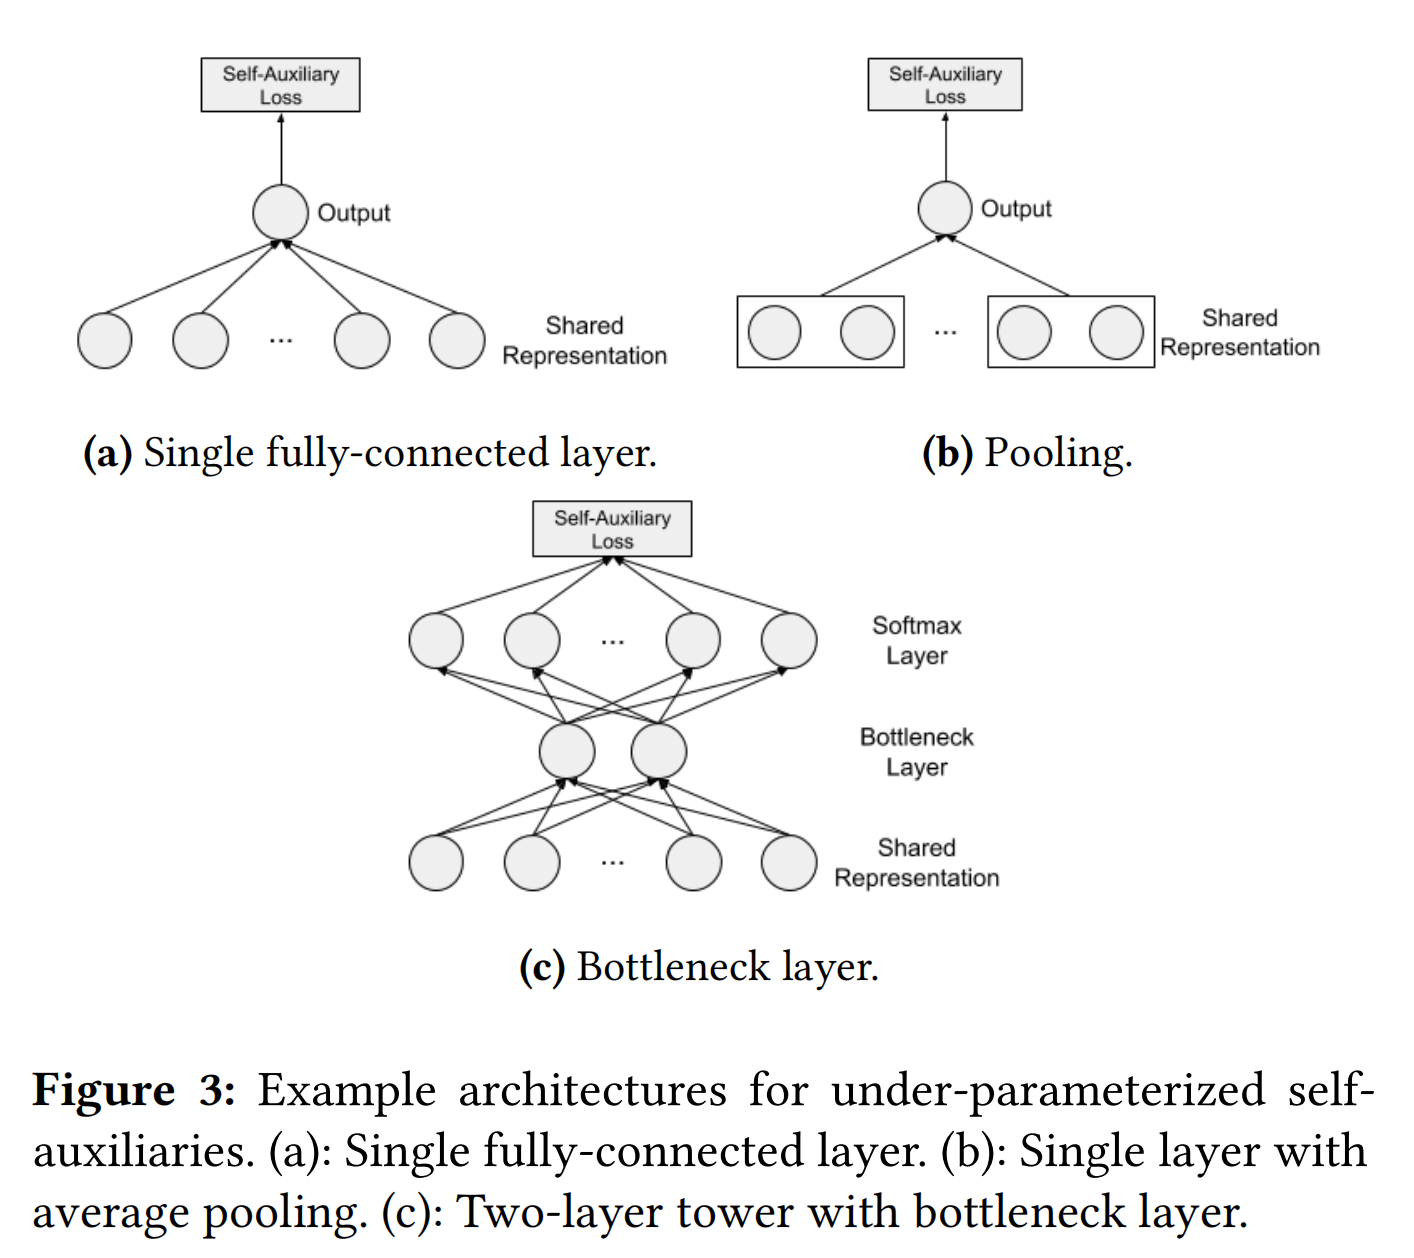 Self-Auxiliary
Loss
Output
...
Shared
Representation
(a) Single fully-connected layer.
Self-Auxiliary
Loss
Output
...
Shared
Representation
(b) Pooling.
Self-Auxiliary
Loss
...
Softmax
Layer
Bottleneck
Layer
...
Shared
Representation
(c) Bottleneck layer.
Figure 3: Example architectures for under-parameterized self-
auxiliaries. (a): Single fully-connected layer. (b): Single layer with
average pooling. (c): Two-layer tower with bottleneck layer.